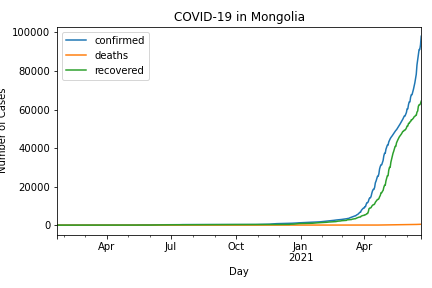 COVID-19 in Mongolia
confirmed
deaths
recovered
100000
80000
60000
40000
20000
0
Number of Cases
Apr
Jul
Oct
Jan
2021
Apr
Day